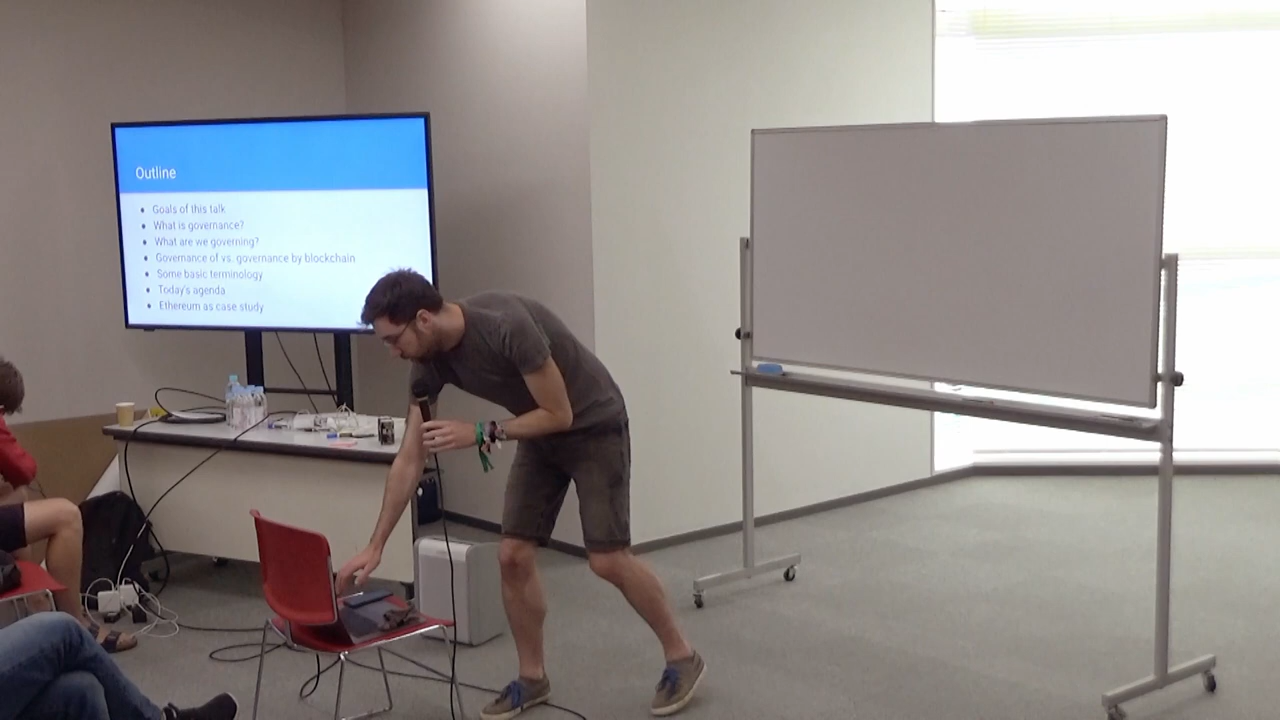 Outline
Goals of this talk
What is governance?
What are we governing?
Governance of vs. governance by blockchain
Some basic terminology
Today's agenda
Ethereum as case study